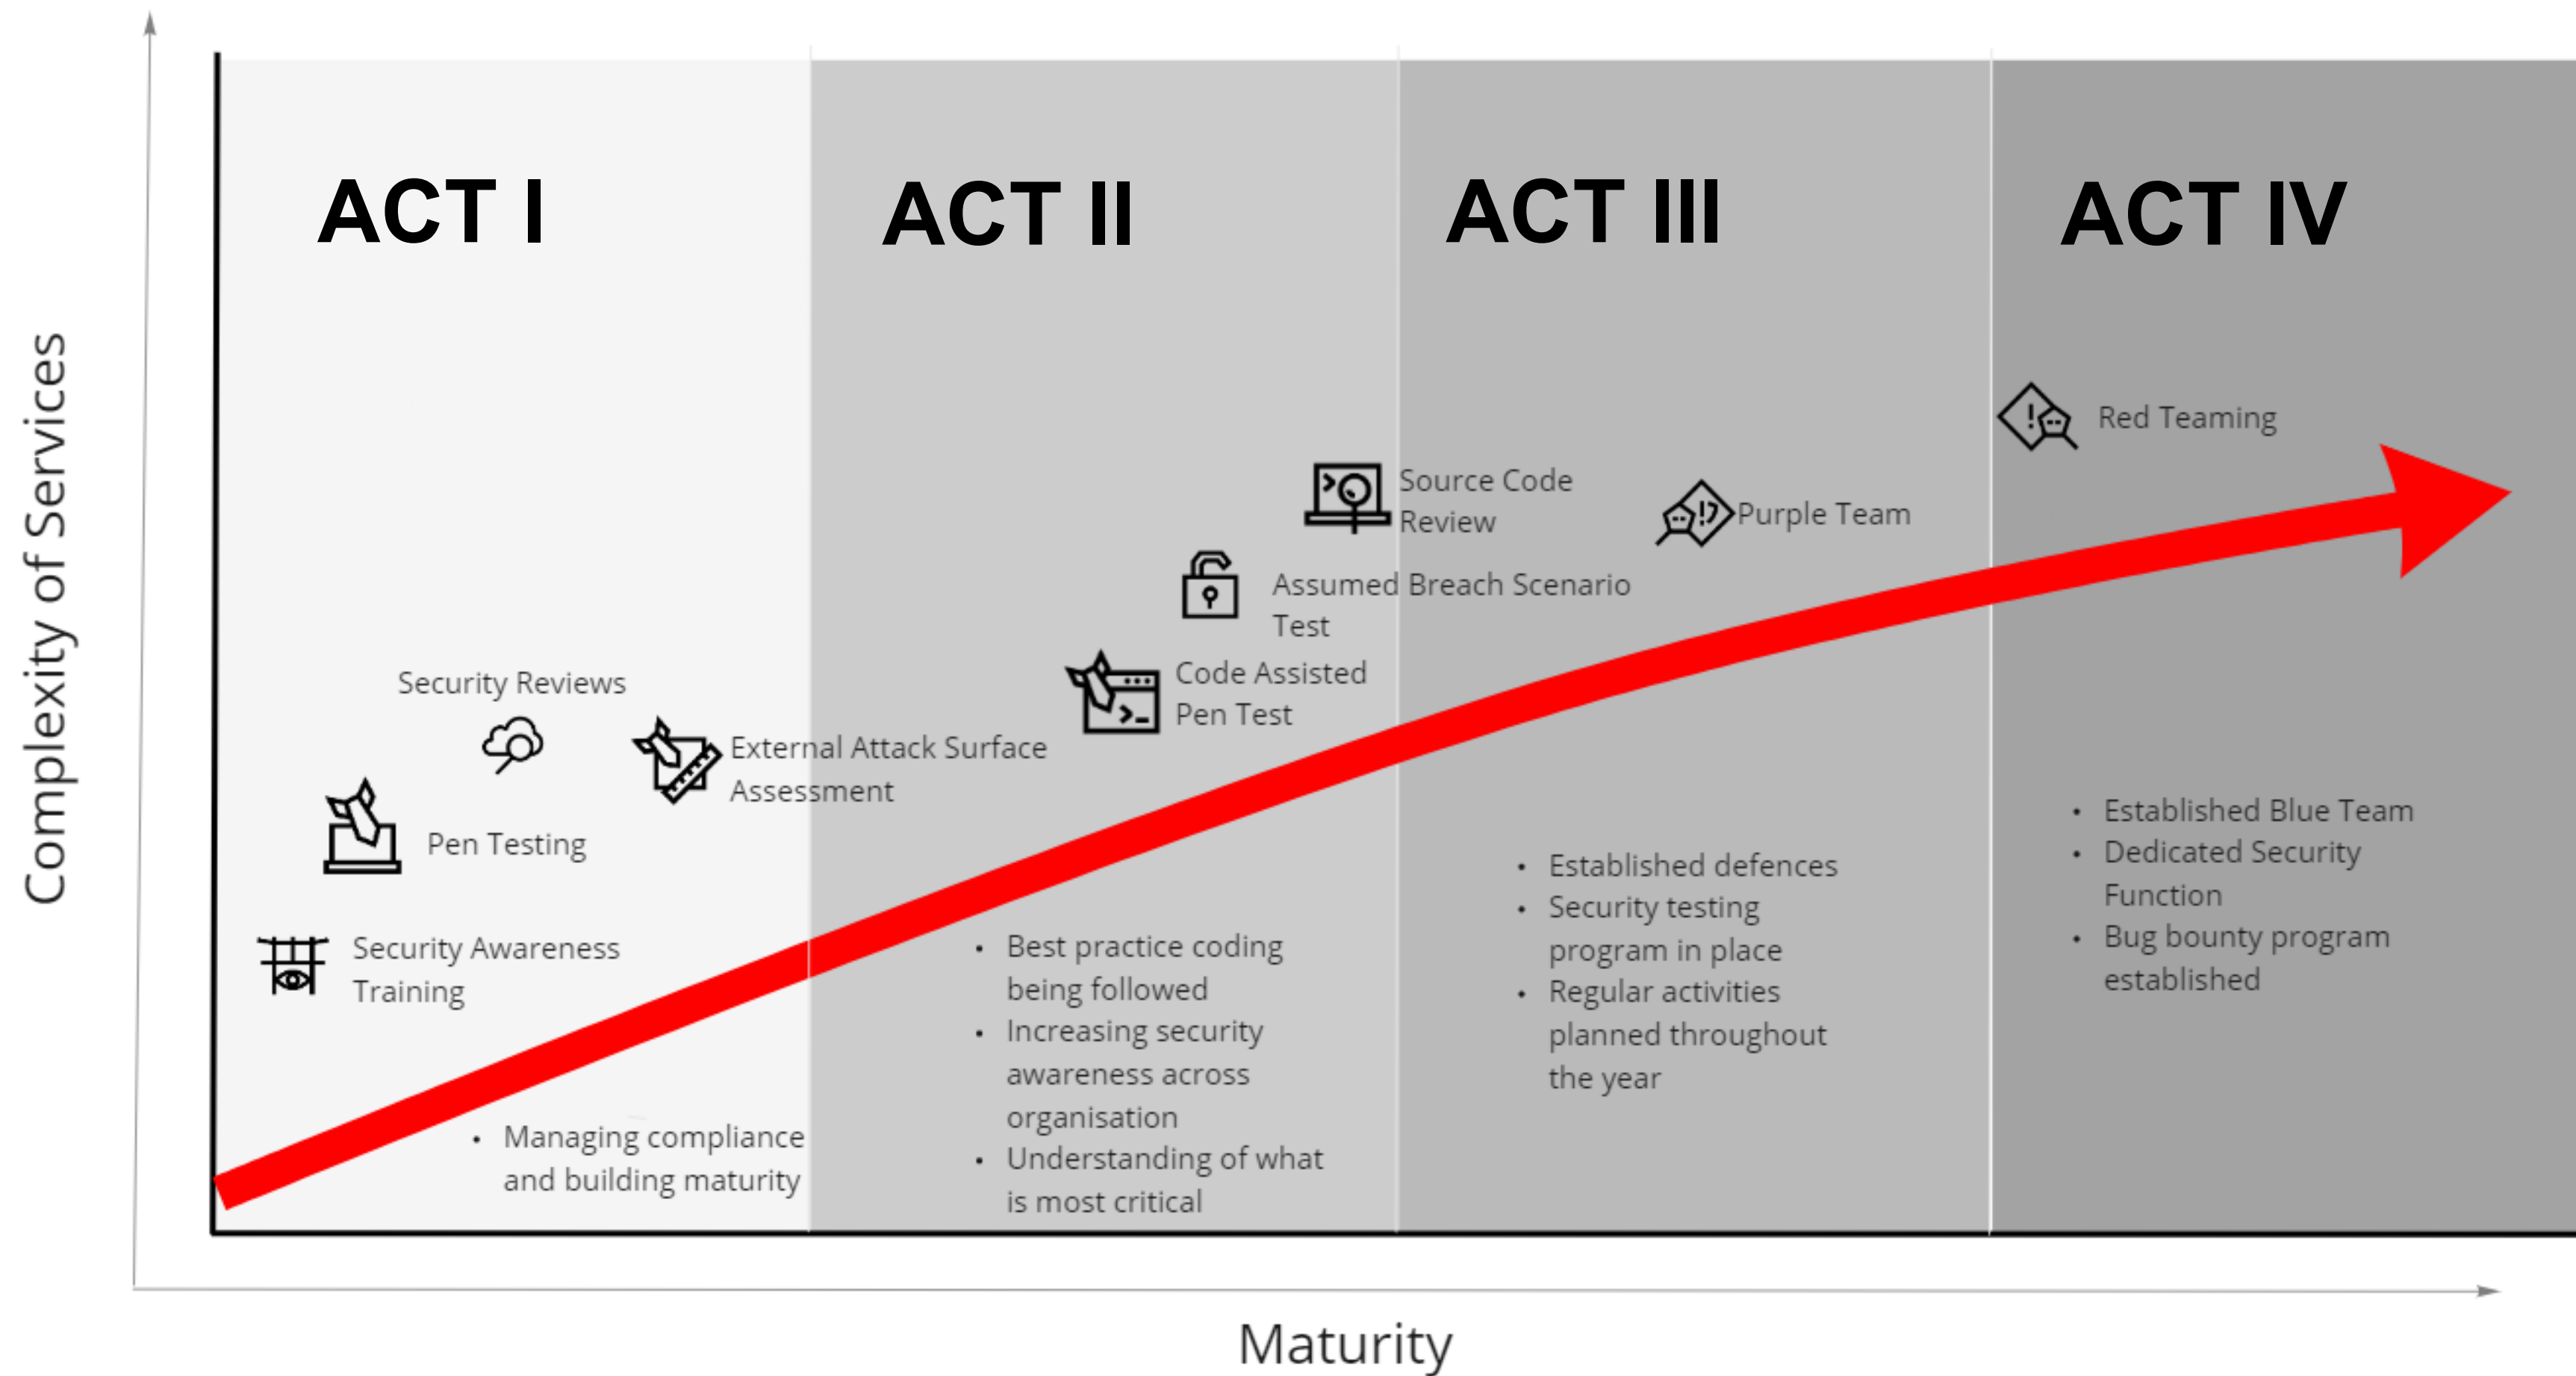 ACT I
ACT II
ACT III
ACT IV
Complexity of Services
Red Teaming
Source Code
Review
Purple Team
Assumed Breach Scenario
Test
Code Assisted
Pen Test
Security Reviews
External Attack Surface
Assessment
Pen Testing
Security Awareness
Training
• Managing compliance
and building maturity
• Best practice coding
being followed
• Increasing security
awareness across
organisation
• Understanding of what
is most critical
• Established defences
• Security testing
program in place
• Regular activities
planned throughout
the year
• Established Blue Team
• Dedicated Security
Function
• Bug bounty program
established
Maturity